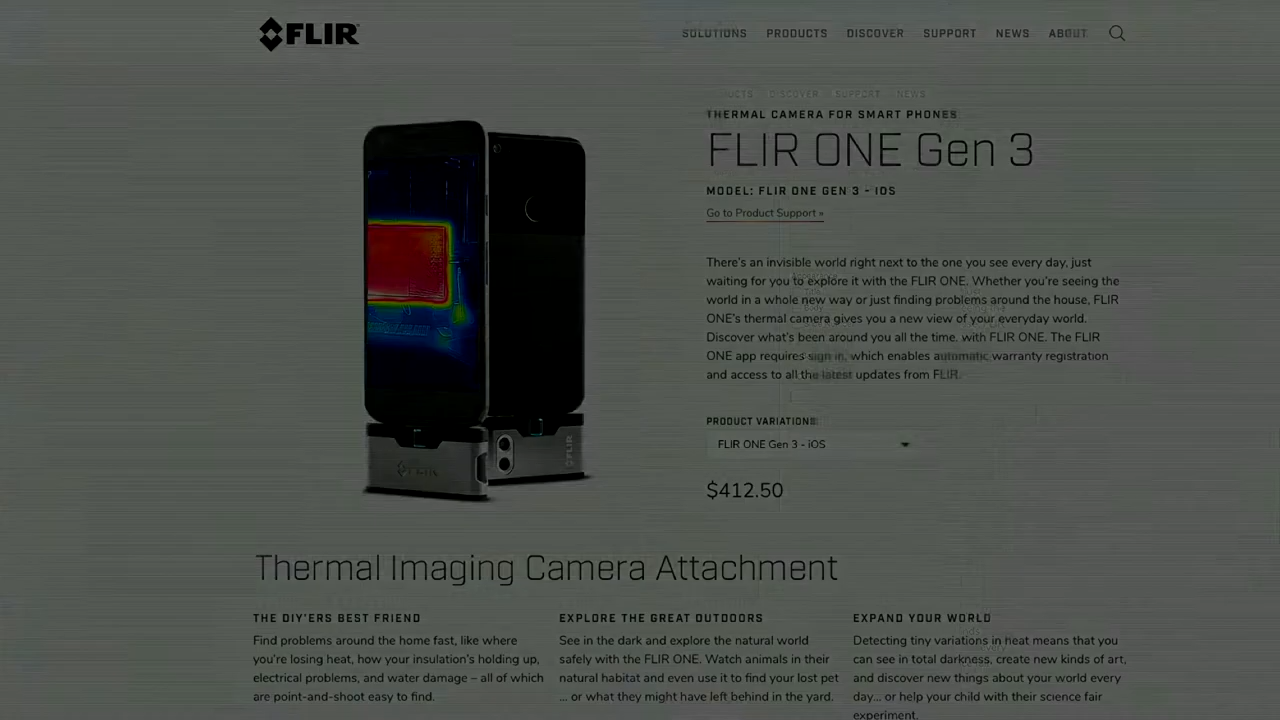 FLIR
SOLUTIONS PRODUCTS DISCOVER SUPPORT NEWS ABOUT
DISCOVER SUPPORT NEWS
THERMAL CAMERA FOR SMART PHONES
FLIR ONE Gen 3
MODEL: FLIR ONE GEN 3 - IOS
Go to Product Support »
There's an invisible world right next to the one you see every day, just
waiting for you to explore it with the FLIR ONE. Whether you're seeing the
world in a whole new way or just finding problems around the house, FLIR
ONE's thermal camera gives you a new view of your everyday world.
Discover what's been around you all the time. with FLIR ONE. The FLIR
ONE app requires sign in, which enables automatic warranty registration
and access to all the latest updates from FLIR.
PRODUCT VARIATIONS
FLIR ONE Gen 3 - iOS
$412.50
FLIR
FLIR
Thermal Imaging Camera Attachment
THE DIY'ERS BEST FRIEND
Find problems around the home fast, like where
you're losing heat, how your insulation's holding up,
electrical problems, and water damage – all of which
are point-and-shoot easy to find.
EXPLORE THE GREAT OUTDOORS
See in the dark and explore the natural world
safely with the FLIR ONE. Watch animals in their
natural habitat and even use it to find your lost pet
... or what they might have left behind in the yard.
EXPAND YOUR WORLD
Detecting tiny variations in heat means that you
can see in total darkness, create new kinds of art,
and discover new things about your world every
day... or help your child with their science fair
experiment.